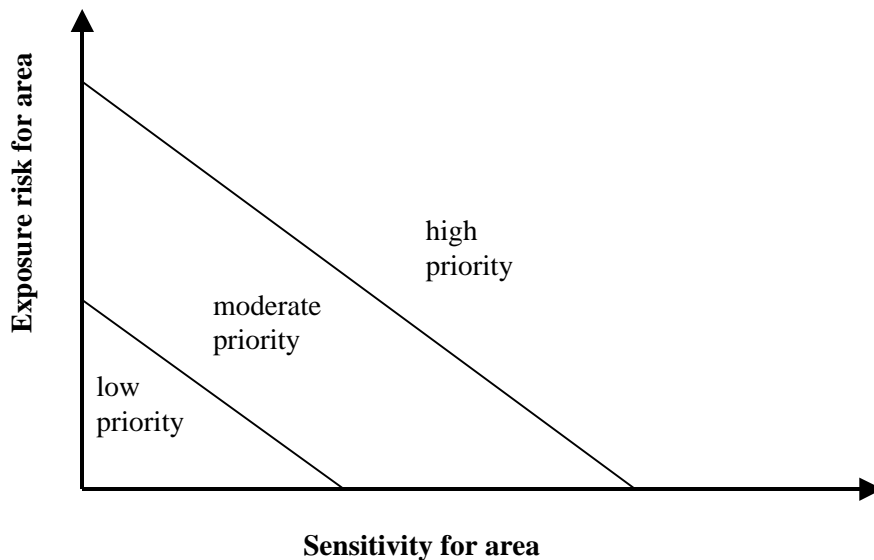 Exposure risk for area
high
priority
moderate
priority
low
priority
Sensitivity for area